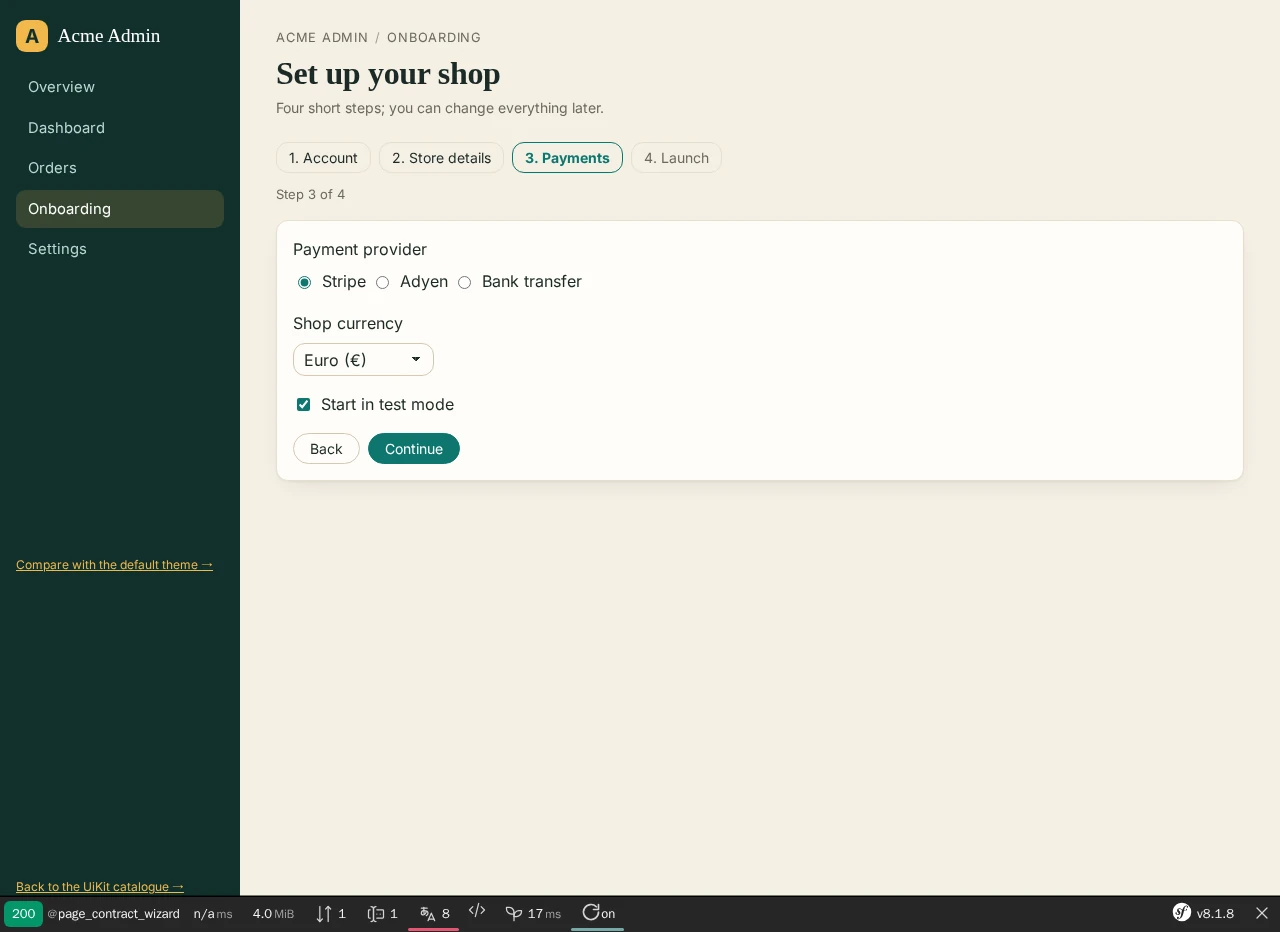 A Acme Admin
Overview
Dashboard
Orders
Onboarding
Settings
Compare with the default theme →
Back to the UiKit catalogue →
ACME ADMIN / ONBOARDING
Set up your shop
Four short steps; you can change everything later.
1. Account 2. Store details 3. Payments 4. Launch
Step 3 of 4
Payment provider
Stripe Adyen Bank transfer
Shop currency
Euro (€)
Start in test mode
Back Continue
200 @page_contract_wizard n/a ms 4.0 MiB 1 1 8 17 ms on sf v8.1.8